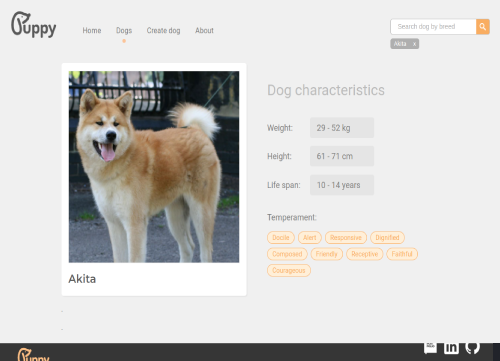 Puppy
Home Dogs Create dog About
Search dog by breed
Akita x
Dog characteristics
Weight: 29 - 52 kg
Height: 61 - 71 cm
Life span: 10 - 14 years
Temperament:
Docile Alert Responsive Dignified
Composed Friendly Receptive Faithful
Courageous
Akita
Puppy
in